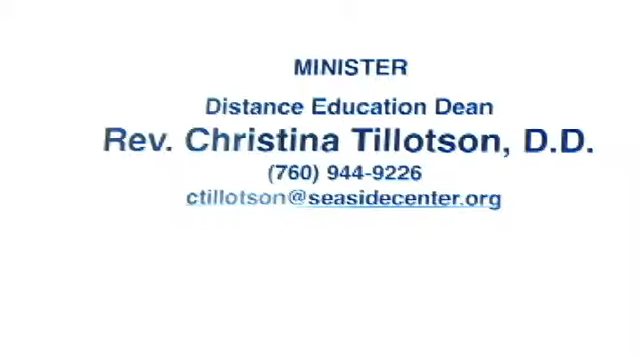 MINISTER
Distance Education Dean
Rev. Christina Tillotson, D.D.
(760) 944-9226
ctillotson@seasidecenter.org